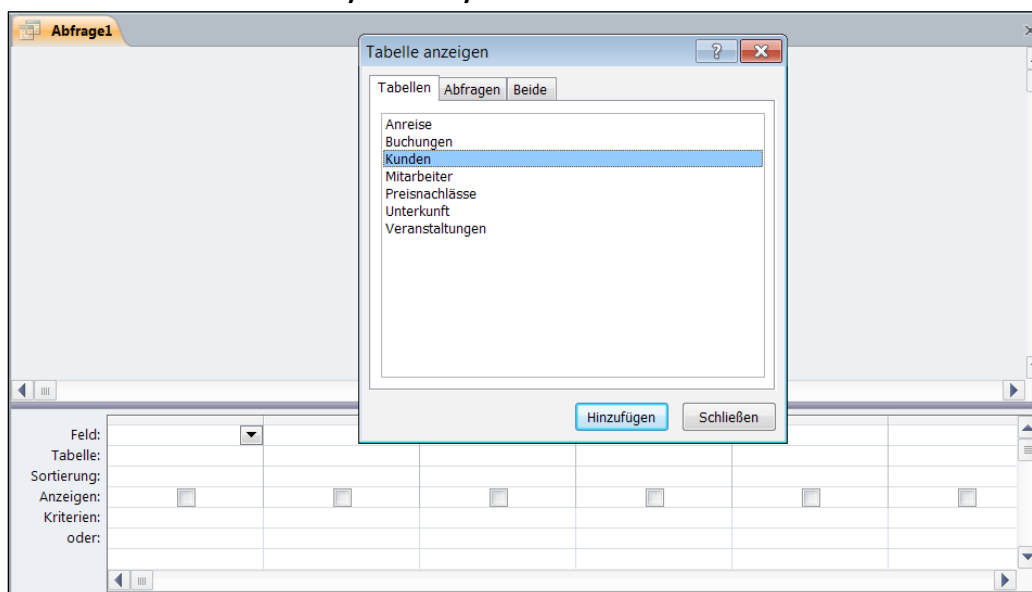 Abfrage1
Tabelle anzeigen
Tabellen Abfragen Beide
Anreise
Buchungen
Kunden
Mitarbeiter
Preisnachlässe
Unterkunft
Veranstaltungen
Hinzufügen Schließen
Feld:
Tabelle:
Sortierung:
Anzeigen:
Kriterien:
oder: